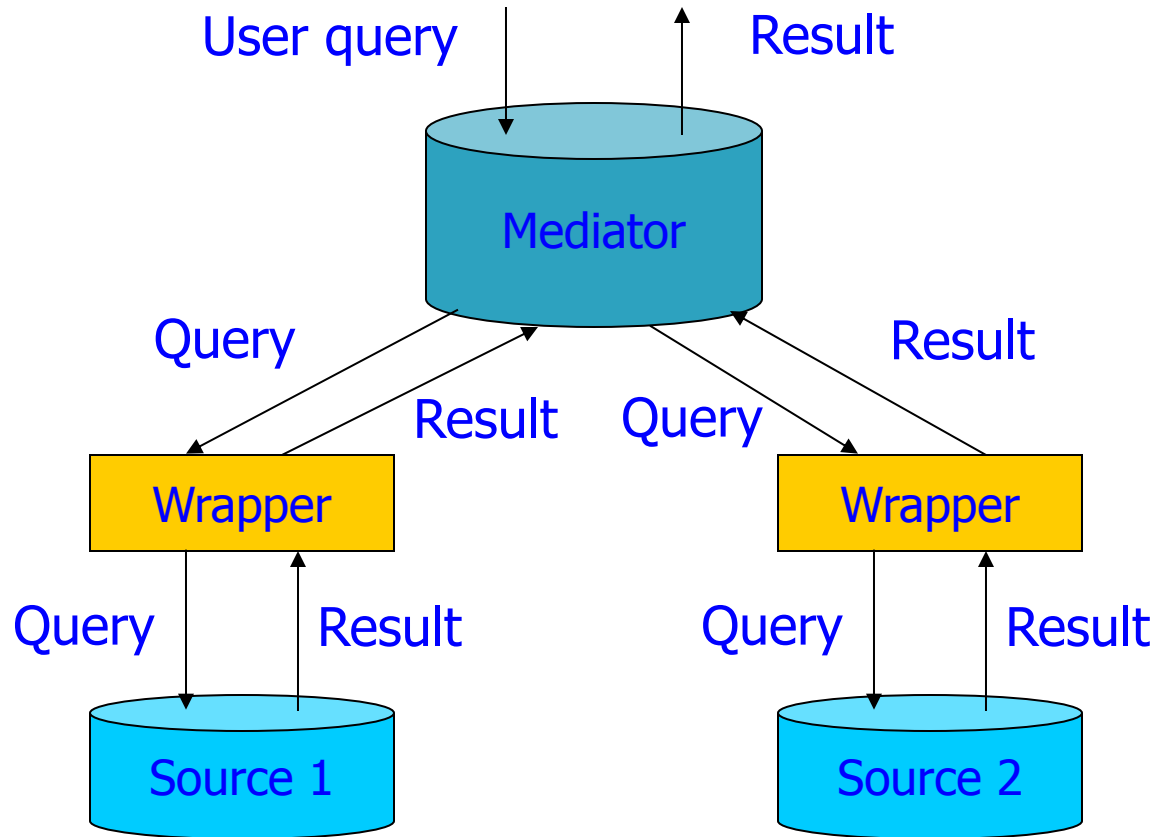 User query
Result
Mediator
Query
Result
Result
Query
Wrapper
Wrapper
Query
Result
Query
Result
Source 1
Source 2